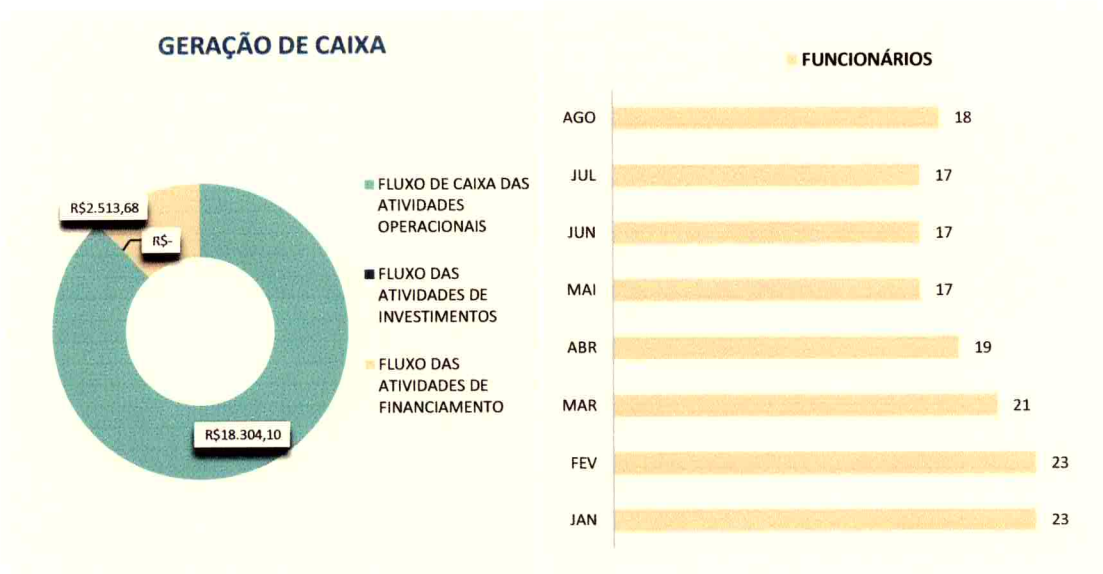 GERAÇÃO DE CAIXA
R$2.513,68
R$-
R$18.304,10
FLUXO DE CAIXA DAS
ATIVIDADES
OPERACIONAIS
FLUXO DAS
ATIVIDADES DE
INVESTIMENTOS
FLUXO DAS
ATIVIDADES DE
FINANCIAMENTO
FUNCIONÁRIOS
AGO 18
JUL 17
JUN 17
MAI 17
ABR 19
MAR 21
FEV 23
JAN 23